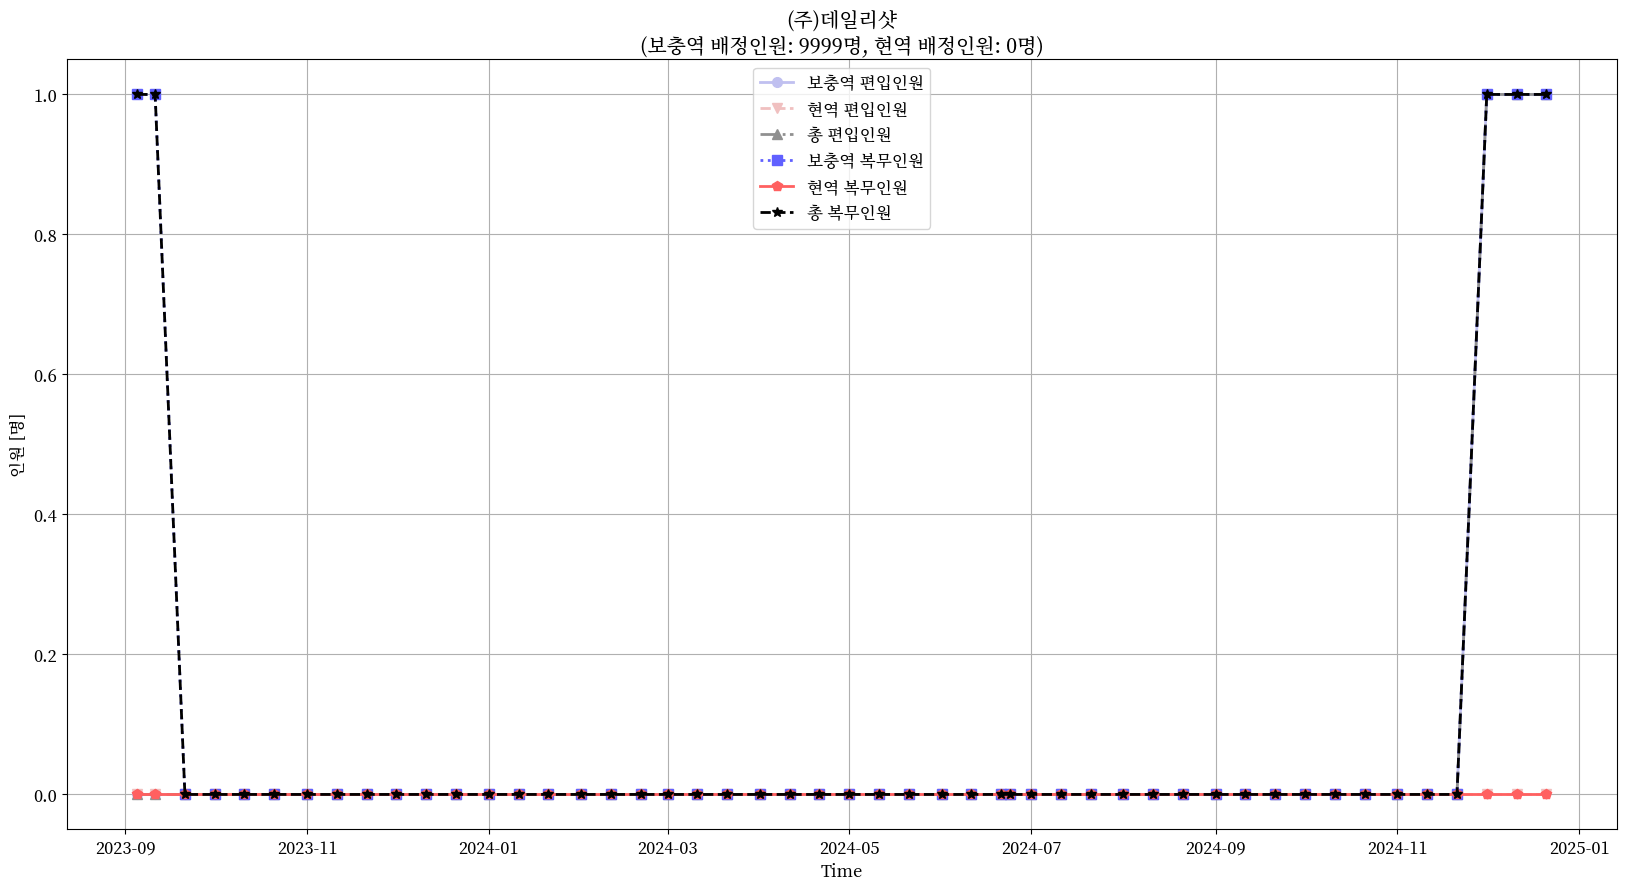 (주)데일리샷
(보충역 배정인원: 9999명, 현역 배정인원: 0명)
보충역 편입인원
현역 편입인원
총 편입인원
보충역 복무인원
현역 복무인원
총 복무인원
인원 [명]
1.0
0.8
0.6
0.4
0.2
0.0
2023-09
2023-11
2024-01
2024-03
2024-05
2024-07
2024-09
2024-11
2025-01
Time